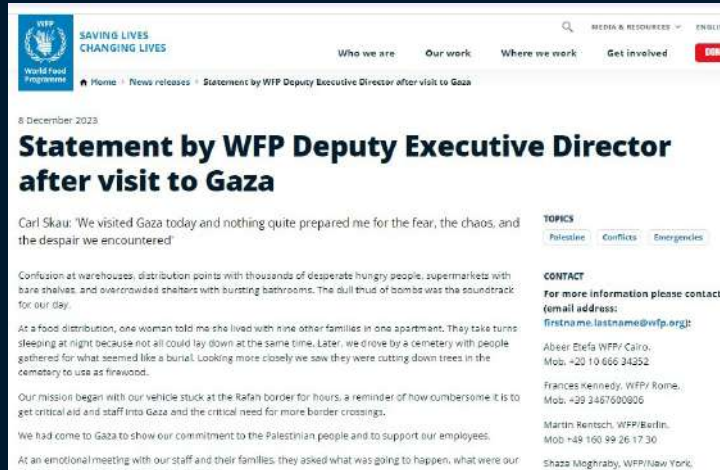 WFP
World Food
Programme
SAVING LIVES
CHANGING LIVES
MEDIA & RESOURCES
ENGLIS
Who we are
Our work
Where we work
Get involved
DON
Home
News releases
Statement by WFP Deputy Executive Director after visit to Gaza
8 December 2023
Statement by WFP Deputy Executive Director
after visit to Gaza
Carl Skau: 'We visited Gaza today and nothing quite prepared me for the fear, the chaos, and
the despair we encountered'
Confusion at warehouses, distribution points with thousands of desperate hungry people, supermarkets with
bare shelves, and overcrowded shelters with bursting bathrooms. The dull thud of bombs was the soundtrack
for our day.
At a food distribution, one woman told me she lived with nine other families in one apartment. They take turns
sleeping at night because not all could lay down at the same time. Later, we drove by a cemetery with people
gathered for what seemed like a burial. Looking more closely we saw they were cutting down trees in the
cemetery to use as firewood.
Our mission began with our vehicle stuck at the Rafah border for hours, a reminder of how cumbersome it is to
get critical aid and staff into Gaza and the critical need for more border crossings.
We had come to Gaza to show our commitment to the Palestinian people and to support our employees.
At an emotional meeting with our staff and their families, they asked what was going to happen, what were our
TOPICS
Palestine
Conflicts
Emergencies
CONTACT
For more information please contact
(email address:
firstname.lastname@wfp.org):
Abeer Etefa WFP/ Cairo,
Mob. +20 10 666 34352
Frances Kennedy, WFP/ Rome,
Mob. +39 3467600806
Martin Rentsch, WFP/Berlin,
Mob +49 160 99 26 17 30
Shaza Moghraby, WFP/New York,